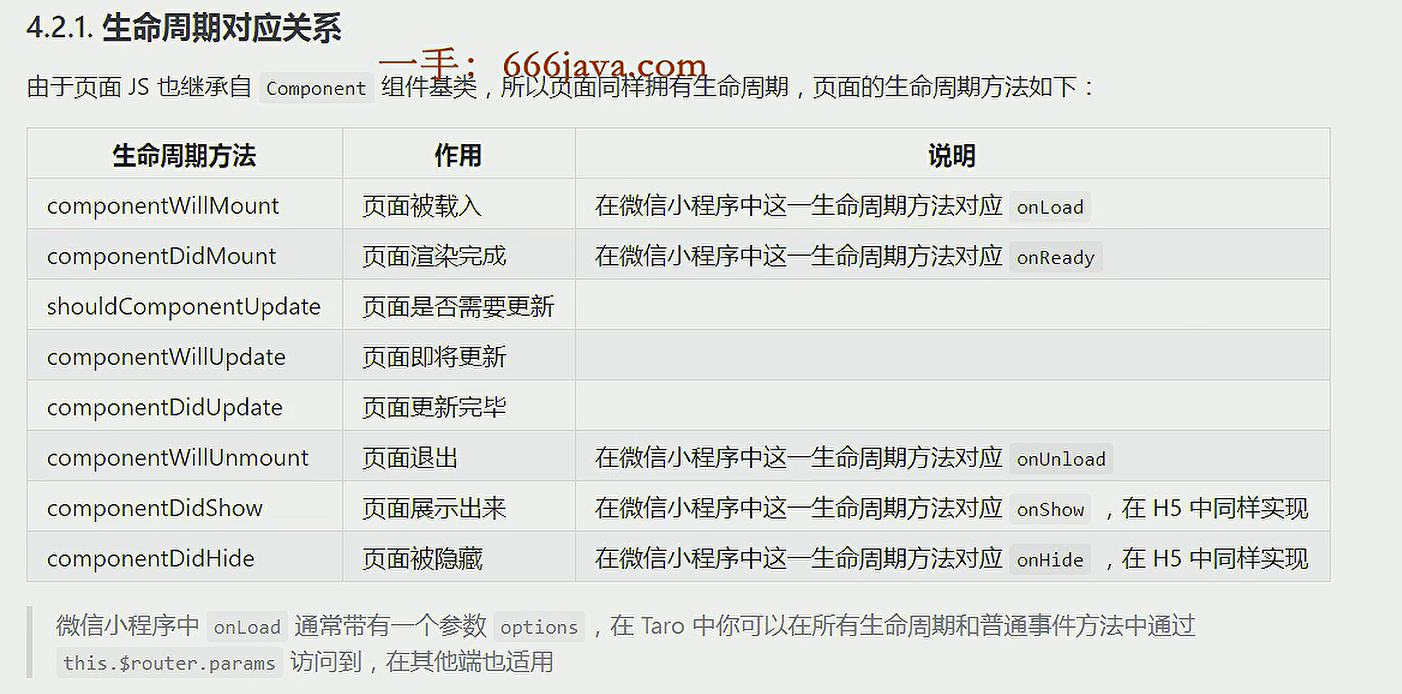 4.2.1. 生命周期对应关系
一手：666java.com
由于页面 JS 也继承自 Component 组件基类，所以页面同样拥有生命周期，页面的生命周期方法如下：
生命周期方法 作用 说明
componentWillMount 页面被载入 在微信小程序中这一生命周期方法对应 onLoad
componentDidMount 页面渲染完成 在微信小程序中这一生命周期方法对应 onReady
shouldComponentUpdate 页面是否需要更新
componentWillUpdate 页面即将更新
componentDidUpdate 页面更新完毕
componentWillUnmount 页面退出 在微信小程序中这一生命周期方法对应 onUnload
componentDidShow 页面展示出来 在微信小程序中这一生命周期方法对应 onShow ，在 H5 中同样实现
componentDidHide 页面被隐藏 在微信小程序中这一生命周期方法对应 onHide ，在 H5 中同样实现
微信小程序中 onLoad 通常带有一个参数 options ，在 Taro 中你可以在所有生命周期和普通事件方法中通过
this.$router.params 访问到，在其他端也适用